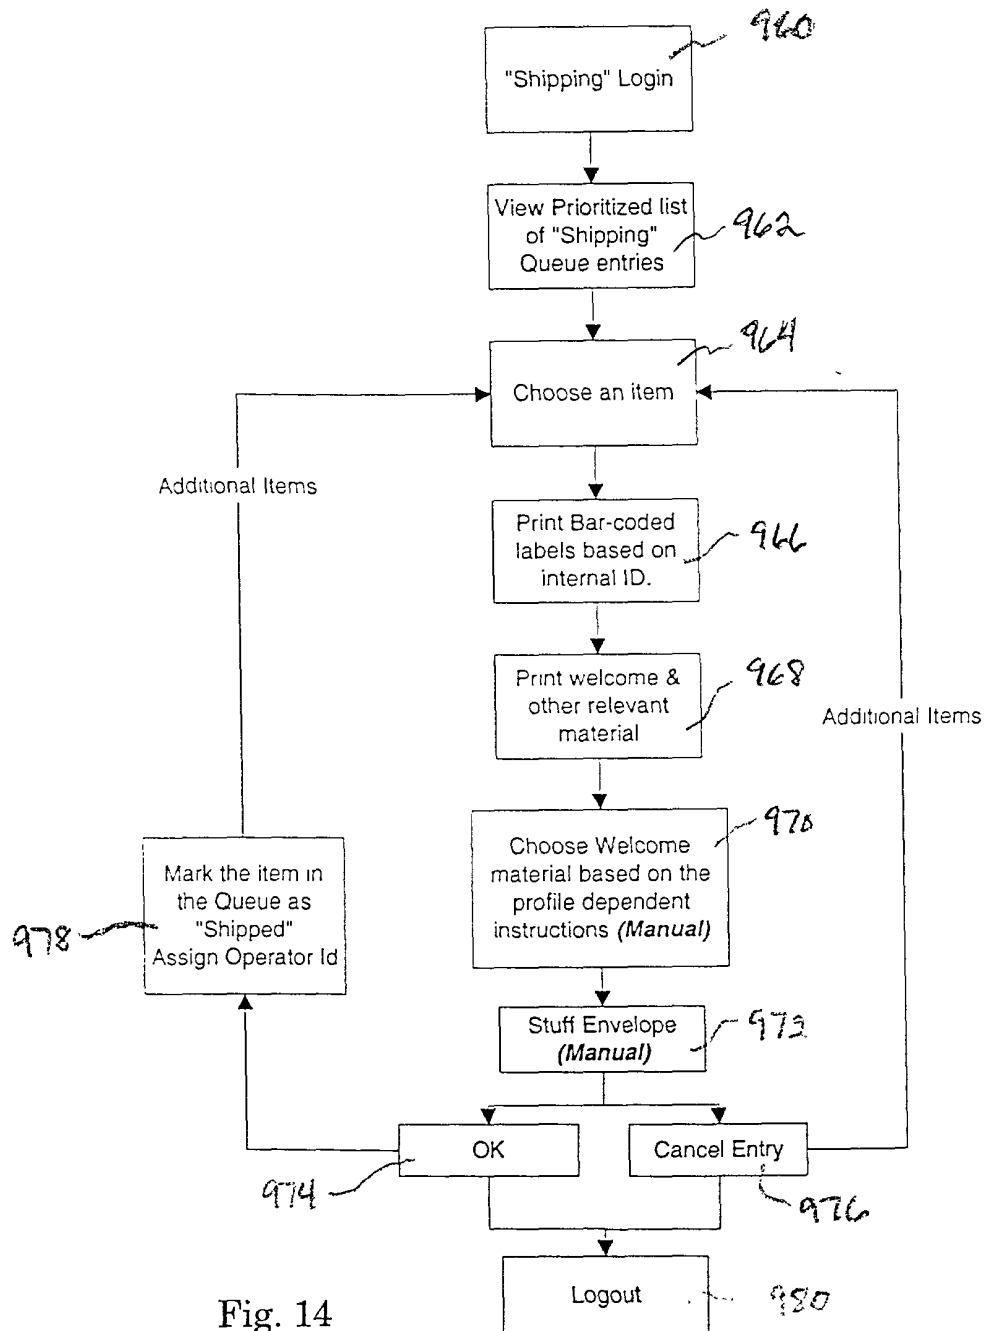 960
"Shipping" Login
View Prioritized list
of "Shipping"
Queue entries
962
964
Choose an item
Additional Items
Print Bar-coded
labels based on
internal ID.
966
Print welcome &
other relevant
material
968
Additional Items
970
Choose Welcome
material based on the
profile dependent
instructions (Manual)
Mark the item in
the Queue as
"Shipped"
Assign Operator Id
978
Stuff Envelope
(Manual)
972
OK
974
Cancel Entry
976
Logout
980
Fig. 14